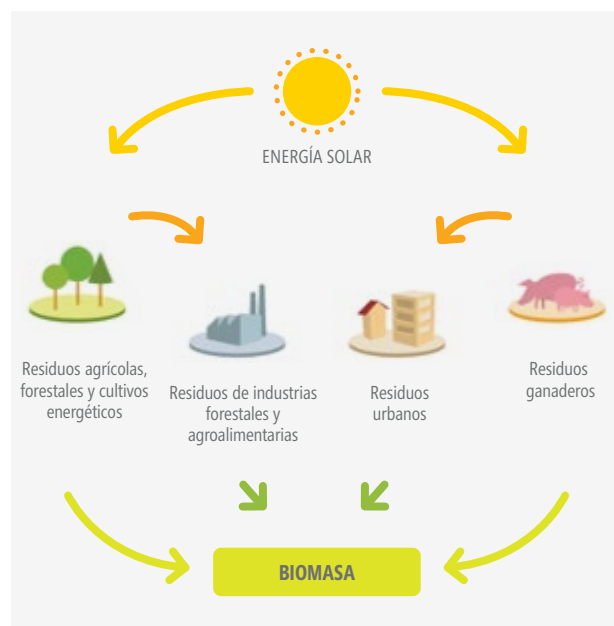 ENERGÍA SOLAR
Residuos agrícolas,
forestales y cultivos
energéticos
Residuos de industrias
forestales y
agroalimentarias
Residuos
urbanos
Residuos
ganaderos
BIOMASA